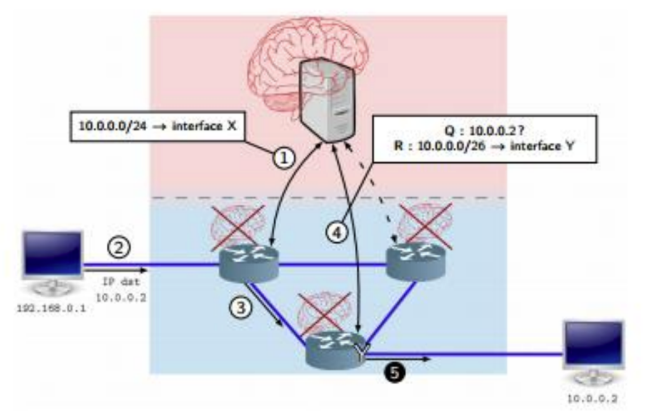 10.0.0.0/24 → interface X
Q : 10.0.0.2?
R : 10.0.0.0/26 → interface Y
1
4
2
IP dst
10.0.0.2
192.168.0.1
3
Y
5
10.0.0.2